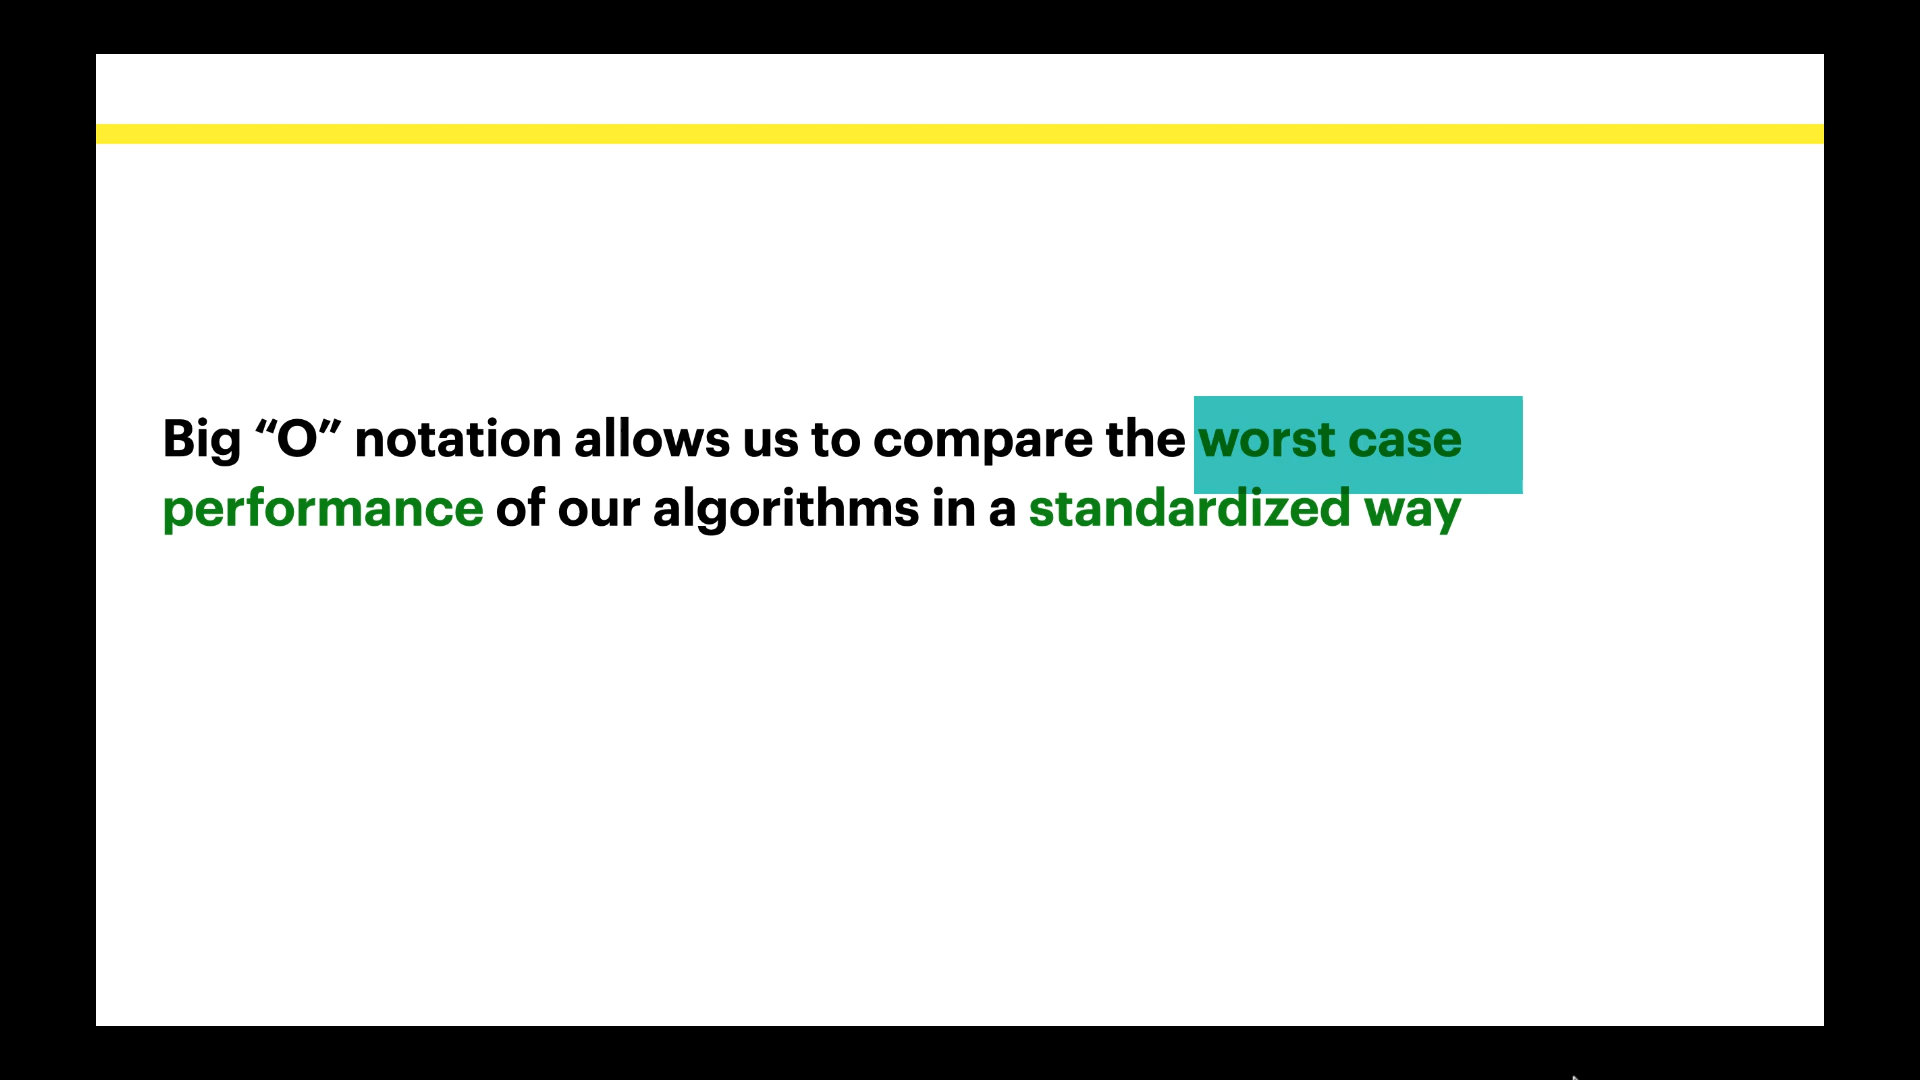 Big “O” notation allows us to compare the worst case
performance of our algorithms in a standardized way